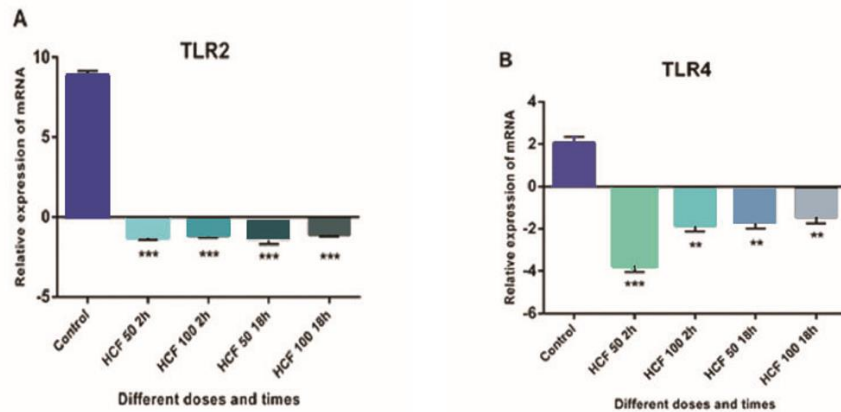 A
TLR2
Relative expression of mRNA
10
5
0
-5
***
***
***
***
Control
HCF 50 2h
HCF 100 2h
HCF 50 18h
HCF 100 18h
Different doses and times
B
TLR4
Relative expression of mRNA
4
2
0
-2
-4
-6
***
**
**
**
Control
HCF 50 2h
HCF 100 2h
HCF 50 18h
HCF 100 18h
Different doses and times